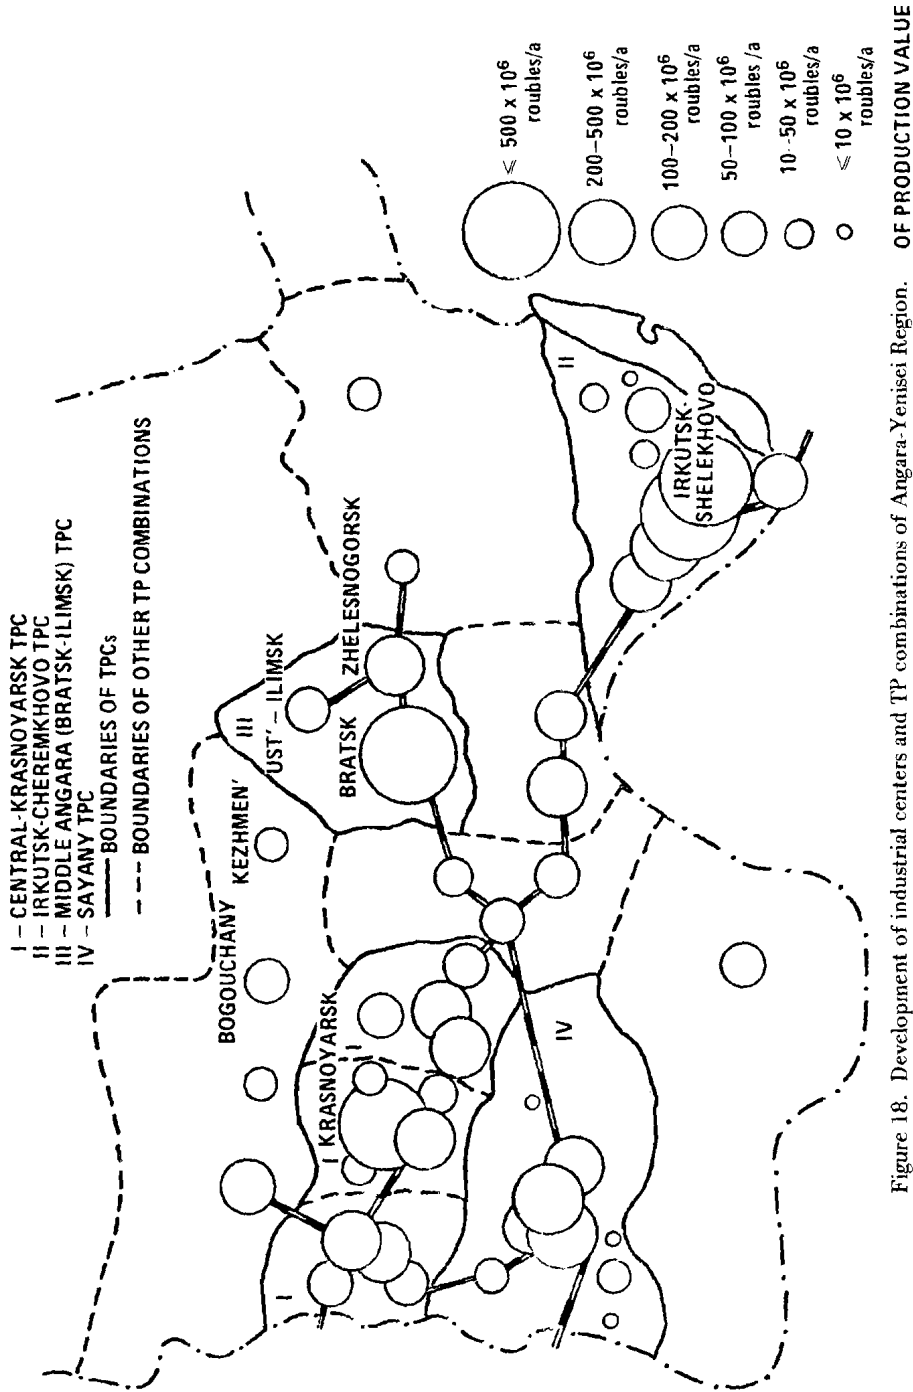 I – CENTRAL-KRASNOYARSK TPC
II – IRKUTSK-CHEREMKHOVO TPC
III – MIDDLE ANGARA (BRATSK-ILIMSK) TPC
IV – SAYANY TPC
BOUNDARIES OF TPCs
BOUNDARIES OF OTHER TP COMBINATIONS
BOGOUCHANY
KEZHMEN'
III
UST' – ILIMSK
ZHELESNOGORSK
BRATSK
I KRASNOYARSK
I
I
IV
II
IRKUTSK-
SHELEKHOVO
⩽ 500 x 10⁶
roubles/a
200–500 x 10⁶
roubles/a
100–200 x 10⁶
roubles/a
50–100 x 10⁶
roubles /a
10–50 x 10⁶
roubles/a
⩽ 10 x 10⁶
roubles/a
OF PRODUCTION VALUE
Figure 18. Development of industrial centers and TP combinations of Angara-Yenisei Region.